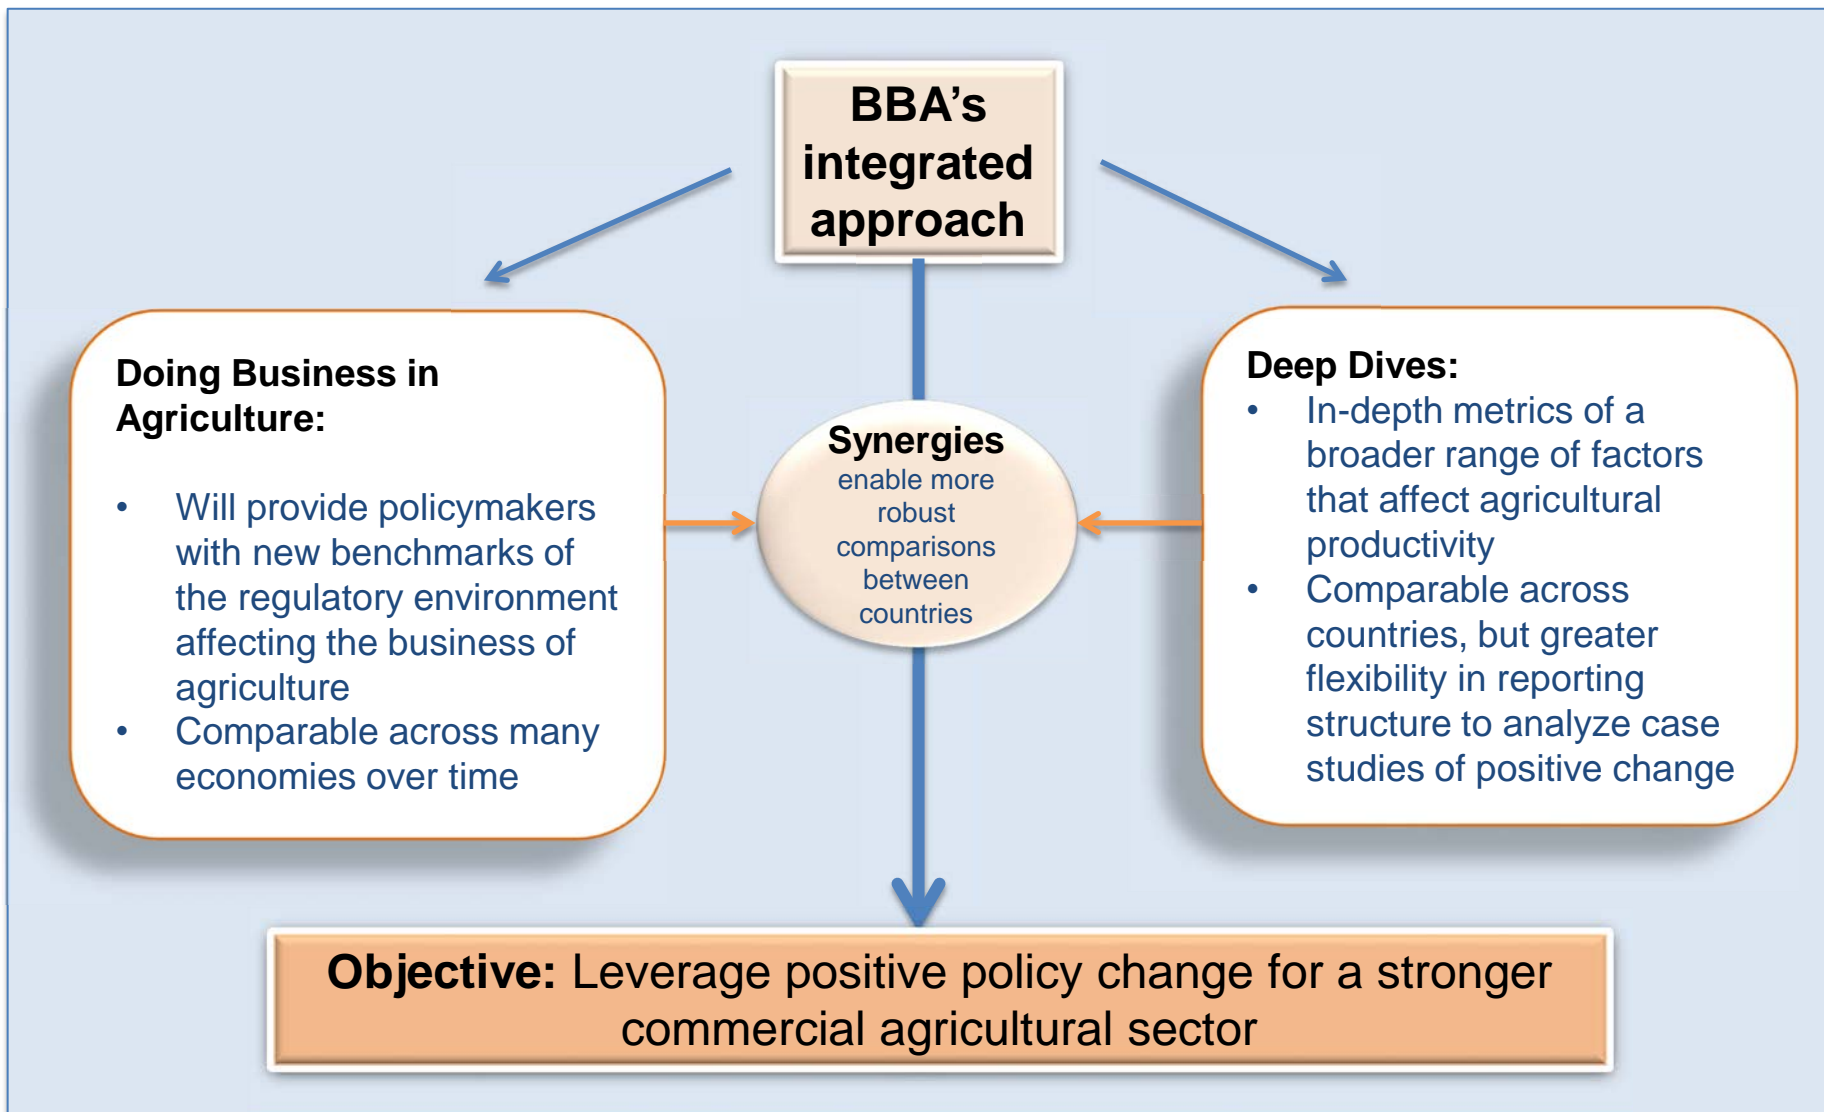 BBA’s
integrated
approach
Doing Business in
Agriculture:
• Will provide policymakers
with new benchmarks of
the regulatory environment
affecting the business of
agriculture
• Comparable across many
economies over time
Synergies
enable more
robust
comparisons
between
countries
Deep Dives:
• In-depth metrics of a
broader range of factors
that affect agricultural
productivity
• Comparable across
countries, but greater
flexibility in reporting
structure to analyze case
studies of positive change
Objective: Leverage positive policy change for a stronger
commercial agricultural sector